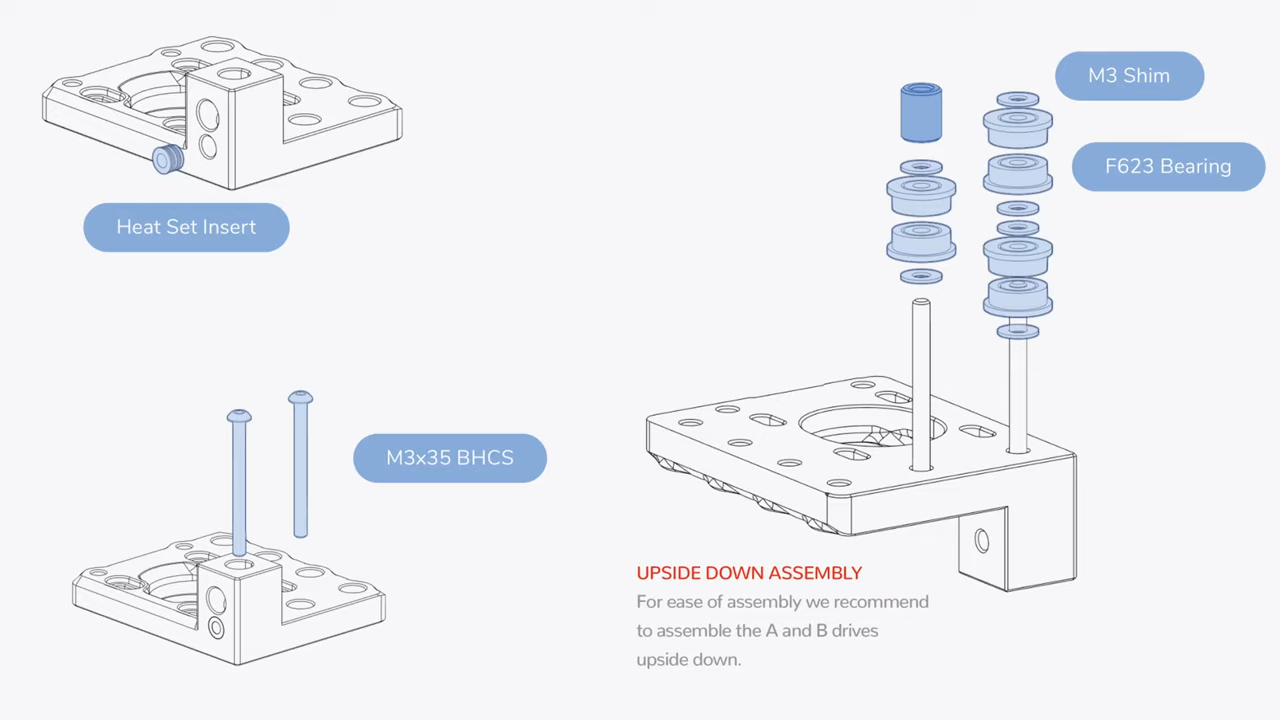 M3 Shim
F623 Bearing
Heat Set Insert
M3x35 BHCS
UPSIDE DOWN ASSEMBLY
For ease of assembly we recommend
to assemble the A and B drives
upside down.